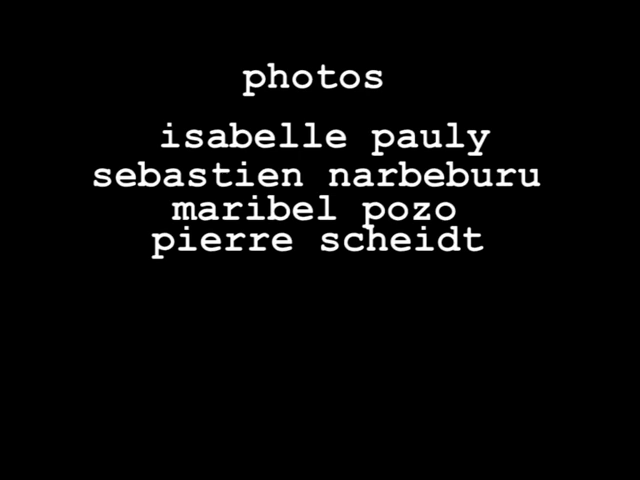 photos
isabelle pauly
sebastien narbeburu
maribel pozo
pierre scheidt